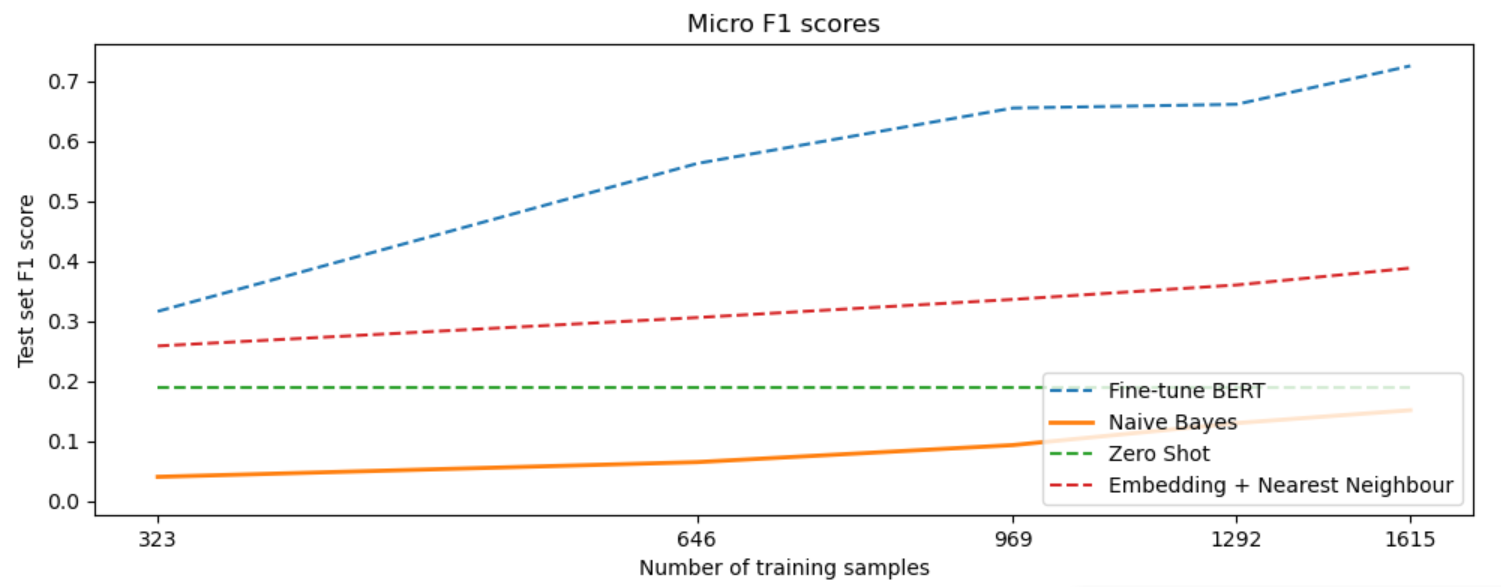 Micro F1 scores
Test set F1 score
0.7
0.6
0.5
0.4
0.3
0.2
0.1
0.0
Fine-tune BERT
Naive Bayes
Zero Shot
Embedding + Nearest Neighbour
323 646 969 1292 1615
Number of training samples